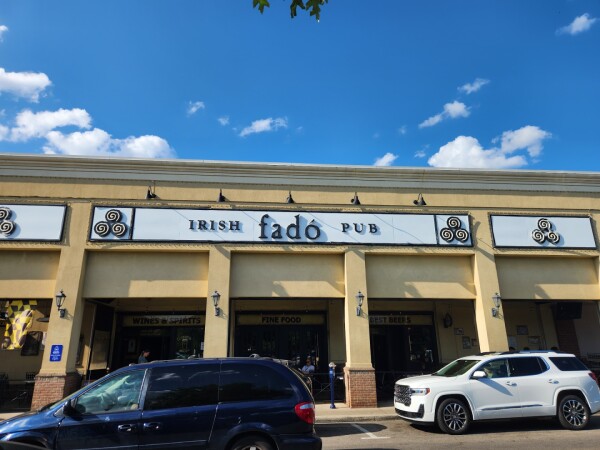 IRISH fadó PUB
WINES & SPIRITS
FINE FOOD
BEST BEERS